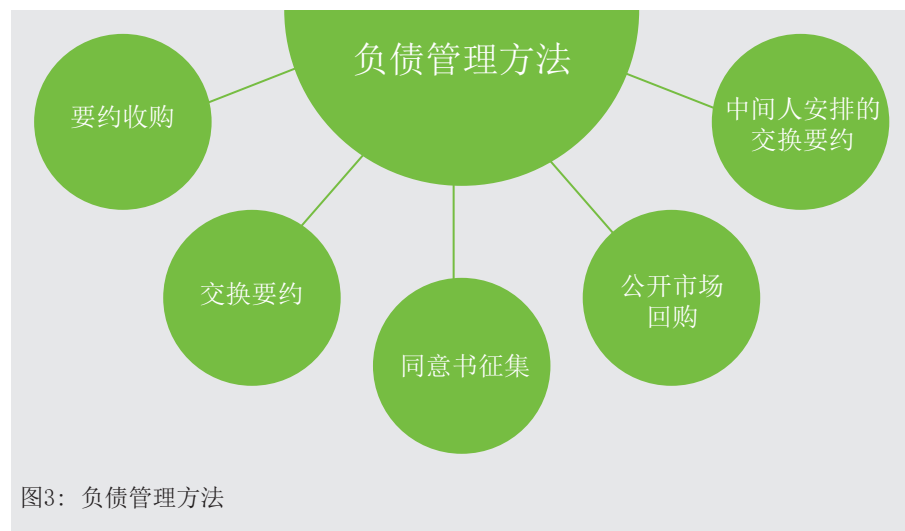 负债管理方法
要约收购
中间人安排的
交换要约
交换要约
公开市场
回购
同意书征集
图3: 负债管理方法